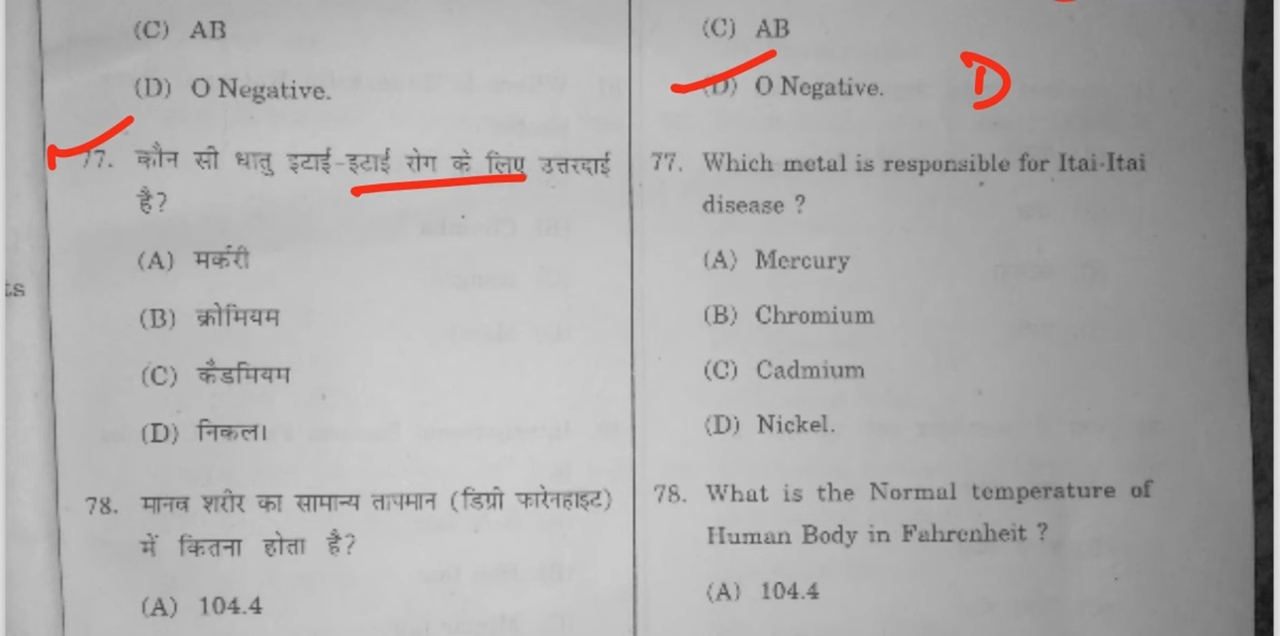 (C) AB
(D) O Negative.
77. कौन सी धातु इटाई-इटाई रोग के लिए उत्तरदाई
है?
(A) मर्करी
(B) क्रोमियम
(C) कैडमियम
(D) निकल।
78. मानव शरीर का सामान्य तापमान (डिग्री फारेनहाइट)
में कितना होता है?
(A) 104.4
ts
(C) AB
(D) O Negative.
D
77. Which metal is responsible for Itai-Itai
disease ?
(A) Mercury
(B) Chromium
(C) Cadmium
(D) Nickel.
78. What is the Normal temperature of
Human Body in Fahrenheit ?
(A) 104.4